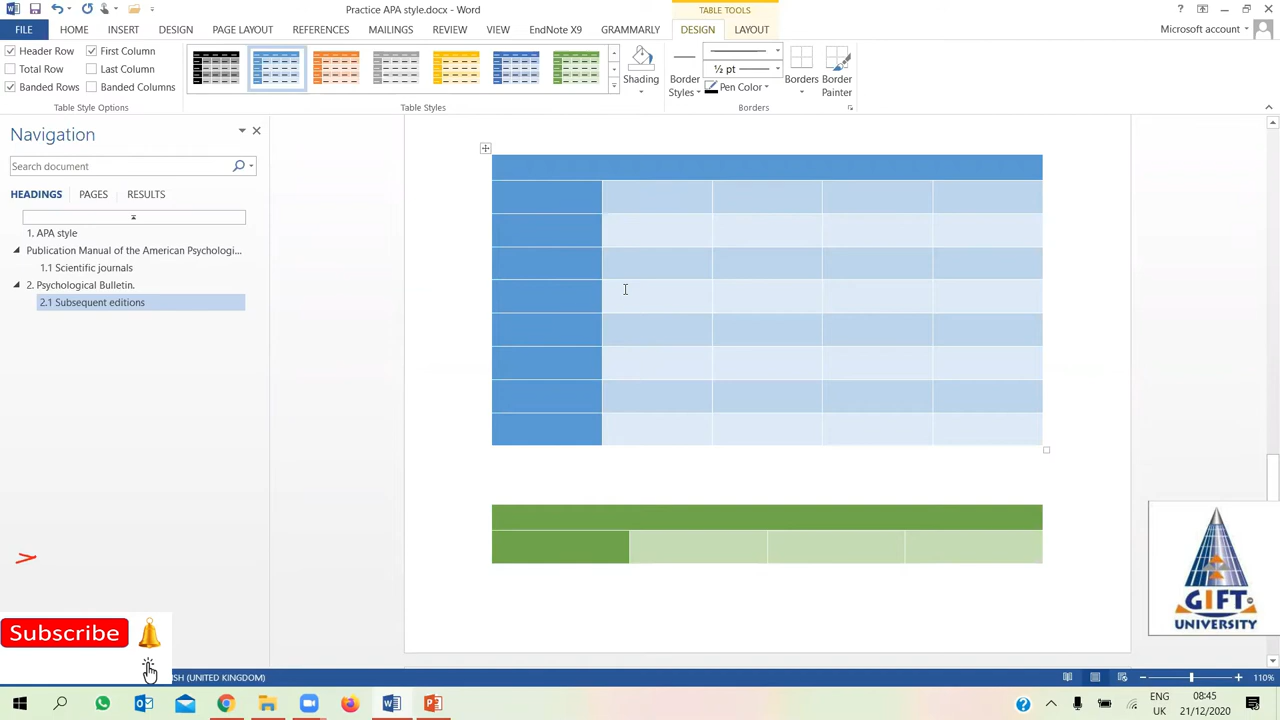 Practice APA style.docx - Word
TABLE TOOLS
FILE
HOME
INSERT
DESIGN
PAGE LAYOUT
REFERENCES
MAILINGS
REVIEW
VIEW
EndNote X9
GRAMMARLY
DESIGN
LAYOUT
Microsoft account
Header Row
First Column
Total Row
Last Column
Banded Rows
Banded Columns
Table Style Options
Table Styles
Shading
Border Styles
½ pt
Pen Color
Borders
Border Painter
Borders
Navigation
Search document
HEADINGS
PAGES
RESULTS
1. APA style
Publication Manual of the American Psychologi...
1.1 Scientific journals
2. Psychological Bulletin.
2.1 Subsequent editions
GIFT
UNIVERSITY
Subscribe
SH (UNITED KINGDOM)
110%
ENG
UK
08:45
21/12/2020